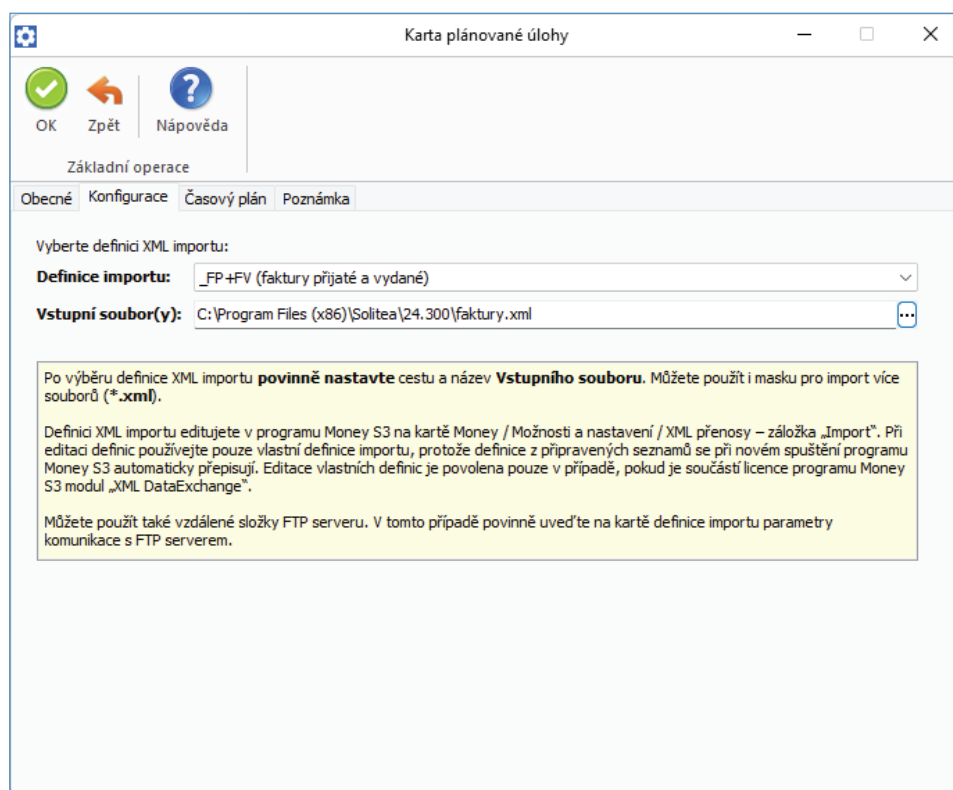 Karta plánované úlohy
OK
Zpět
Nápověda
Základní operace
Obecné
Konfigurace
Časový plán
Poznámka
Vyberte definici XML importu:
Definice importu:
_FP+FV (faktury přijaté a vydané)
Vstupní soubor(y):
C:\Program Files (x86)\Solitea\24.300\faktury.xml
...
Po výběru definice XML importu povinně nastavte cestu a název Vstupního souboru. Můžete použít i masku pro import více
souborů (*.xml).
Definici XML importu editujete v programu Money S3 na kartě Money / Možnosti a nastavení / XML přenosy – záložka „Import“. Při
editaci definic používejte pouze vlastní definice importu, protože definice z připravených seznamů se při novém spuštění programu
Money S3 automaticky přepisují. Editace vlastních definic je povolena pouze v případě, pokud je součástí licence programu Money
S3 modul „XML DataExchange“.
Můžete použít také vzdálené složky FTP serveru. V tomto případě povinně uveďte na kartě definice importu parametry
komunikace s FTP serverem.